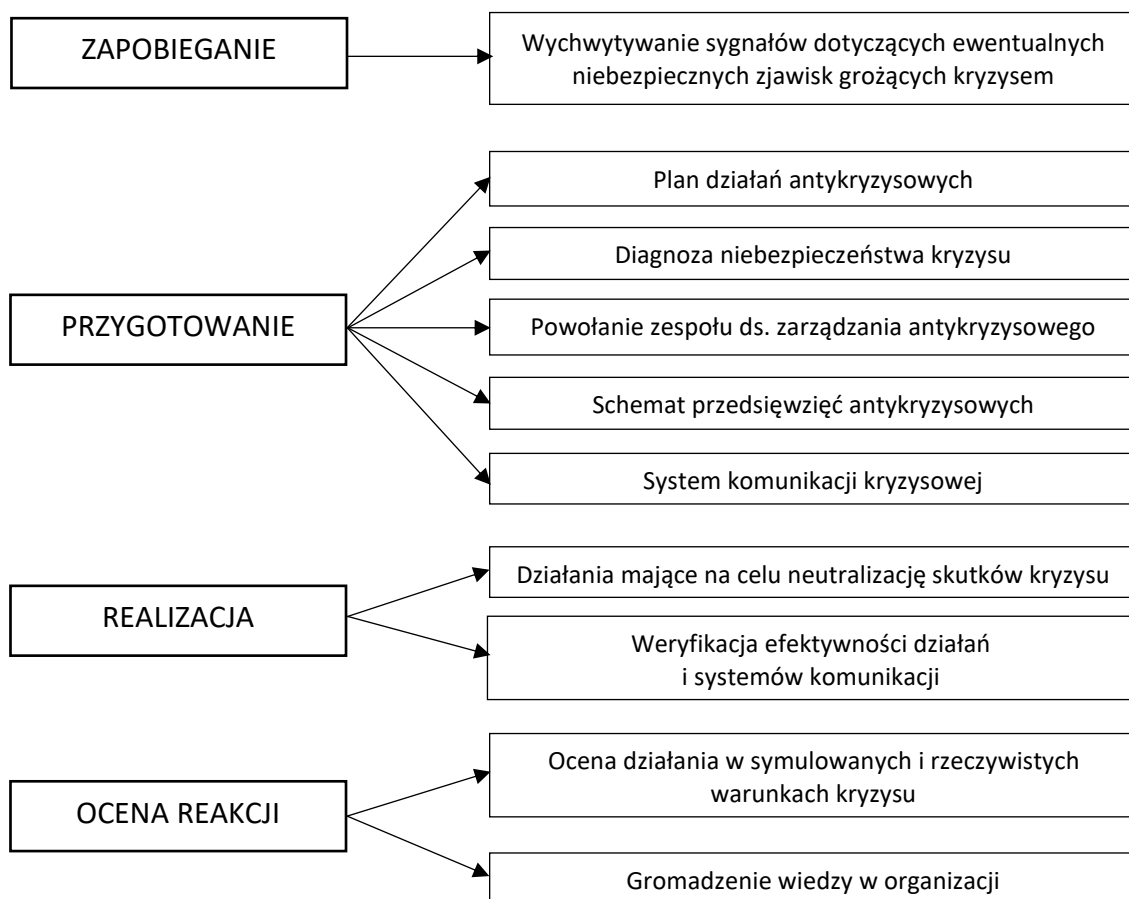 ZAPOBIEGANIE
Wychwytywanie sygnałów dotyczących ewentualnych
niebezpiecznych zjawisk grożących kryzysem
PRZYGOTOWANIE
Plan działań antykryzysowych
Diagnoza niebezpieczeństwa kryzysu
Powołanie zespołu ds. zarządzania antykryzysowego
Schemat przedsięwzięć antykryzysowych
System komunikacji kryzysowej
REALIZACJA
Działania mające na celu neutralizację skutków kryzysu
Weryfikacja efektywności działań
i systemów komunikacji
OCENA REAKCJI
Ocena działania w symulowanych i rzeczywistych
warunkach kryzysu
Gromadzenie wiedzy w organizacji